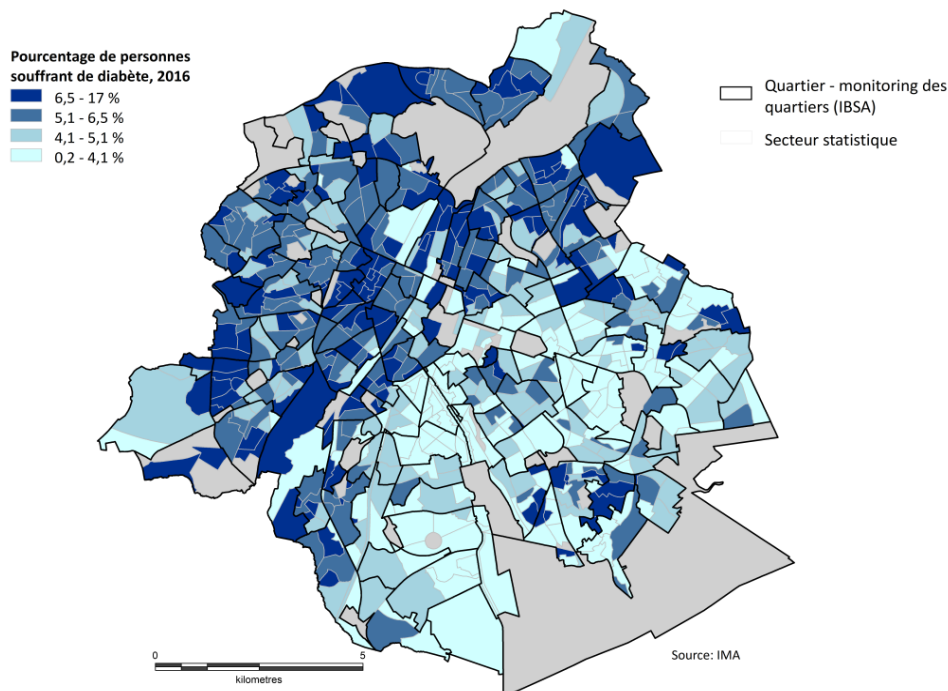 Pourcentage de personnes
souffrant de diabète, 2016
6,5 - 17 %
5,1 - 6,5 %
4,1 - 5,1 %
0,2 - 4,1 %
Quartier - monitoring des
quartiers (IBSA)
Secteur statistique
0 5
kilometres
Source: IMA